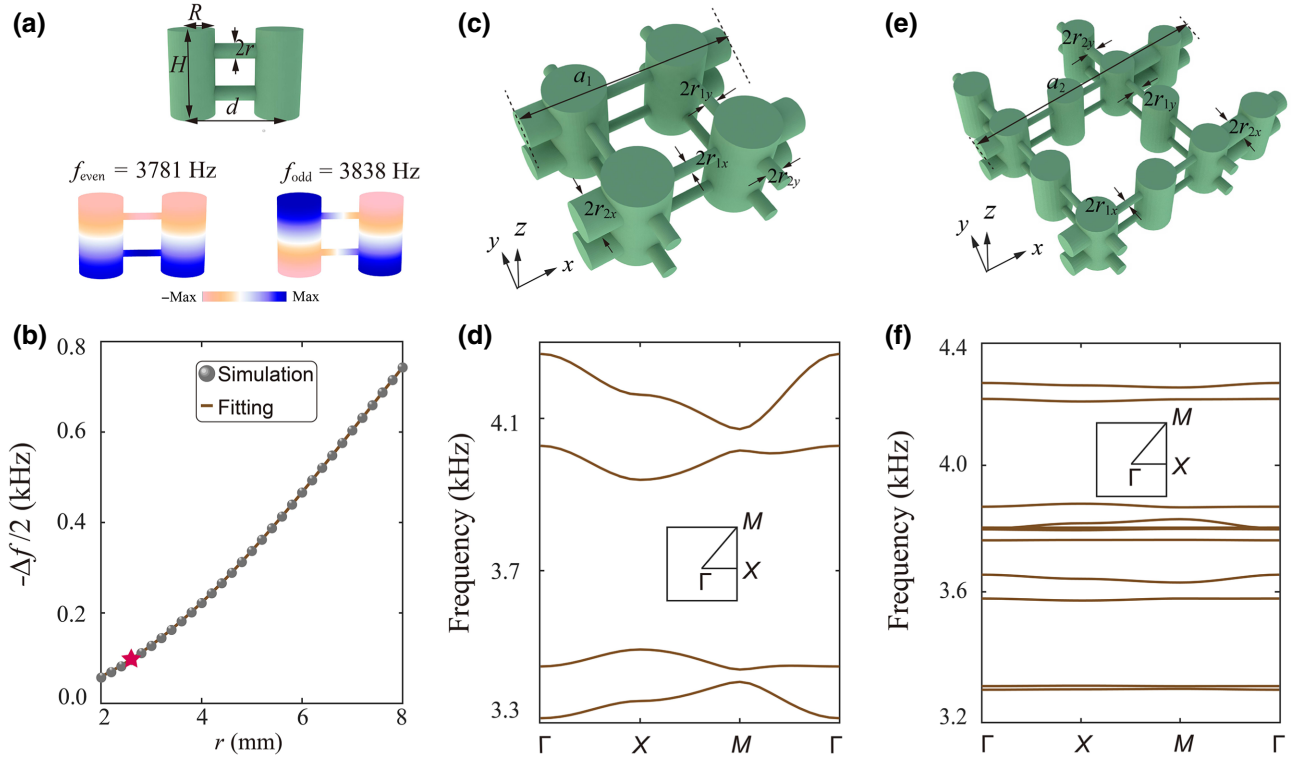 (a)
R
H
2r
d
f_even = 3781 Hz
f_odd = 3838 Hz
−Max
Max
(b)
-Δf/2 (kHz)
0.8
0.6
0.4
0.2
0.0
Simulation
Fitting
2
4
6
8
r (mm)
(c)
a₁
2r₁y
2r₁x
2r₂y
2r₂x
y
z
x
(d)
Frequency (kHz)
4.1
3.7
3.3
M
Γ
X
Γ
X
M
Γ
(e)
2r₂y
a₂
2r₁y
2r₂x
2r₁x
y
z
x
(f)
Frequency (kHz)
4.4
4.0
3.6
3.2
M
Γ
X
Γ
X
M
Γ